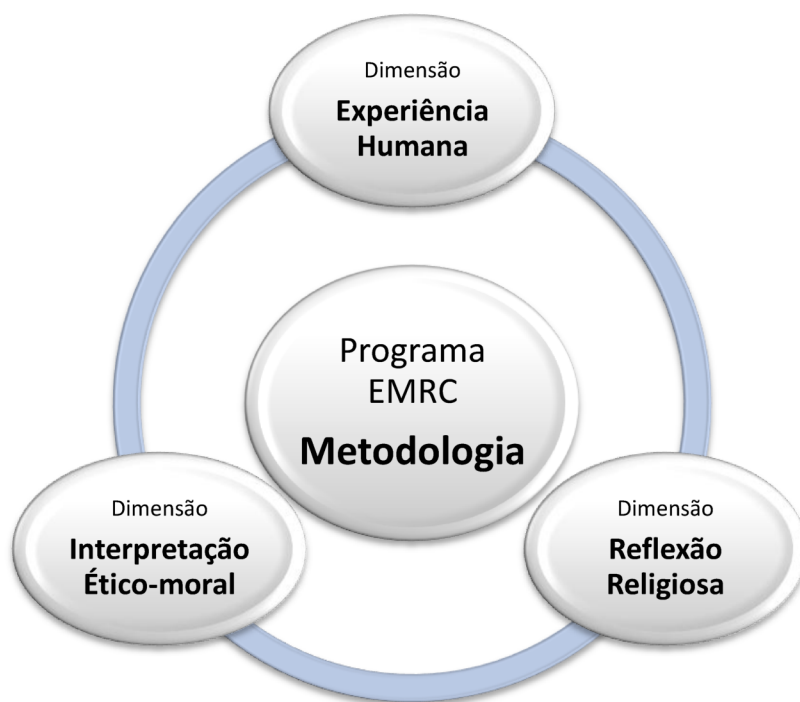 Dimensão
Experiência
Humana
Programa
EMRC
Metodologia
Dimensão
Interpretação
Ético-moral
Dimensão
Reflexão
Religiosa